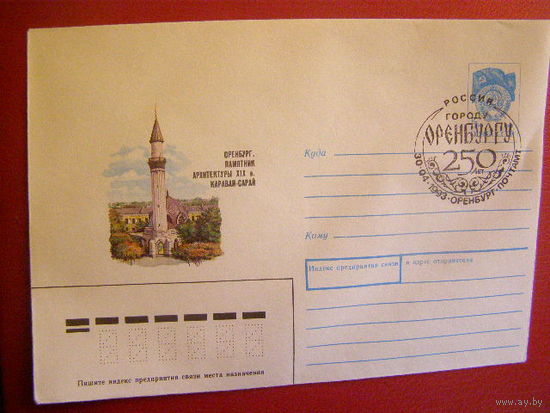 ОРЕНБУРГ.
ПАМЯТНИК
АРХИТЕКТУРЫ XIX в.
КАРАВАН-САРАЙ
РОССИЯ
ГОРОДУ
ОРЕНБУРГУ
250
ЛЕТ
30·04·1993·ОРЕНБУРГ·ПОЧТАМТ
Куда
Кому
Индекс предприятия связи и адрес отправителя
Пишите индекс предприятия связи места назначения
www.ay.by